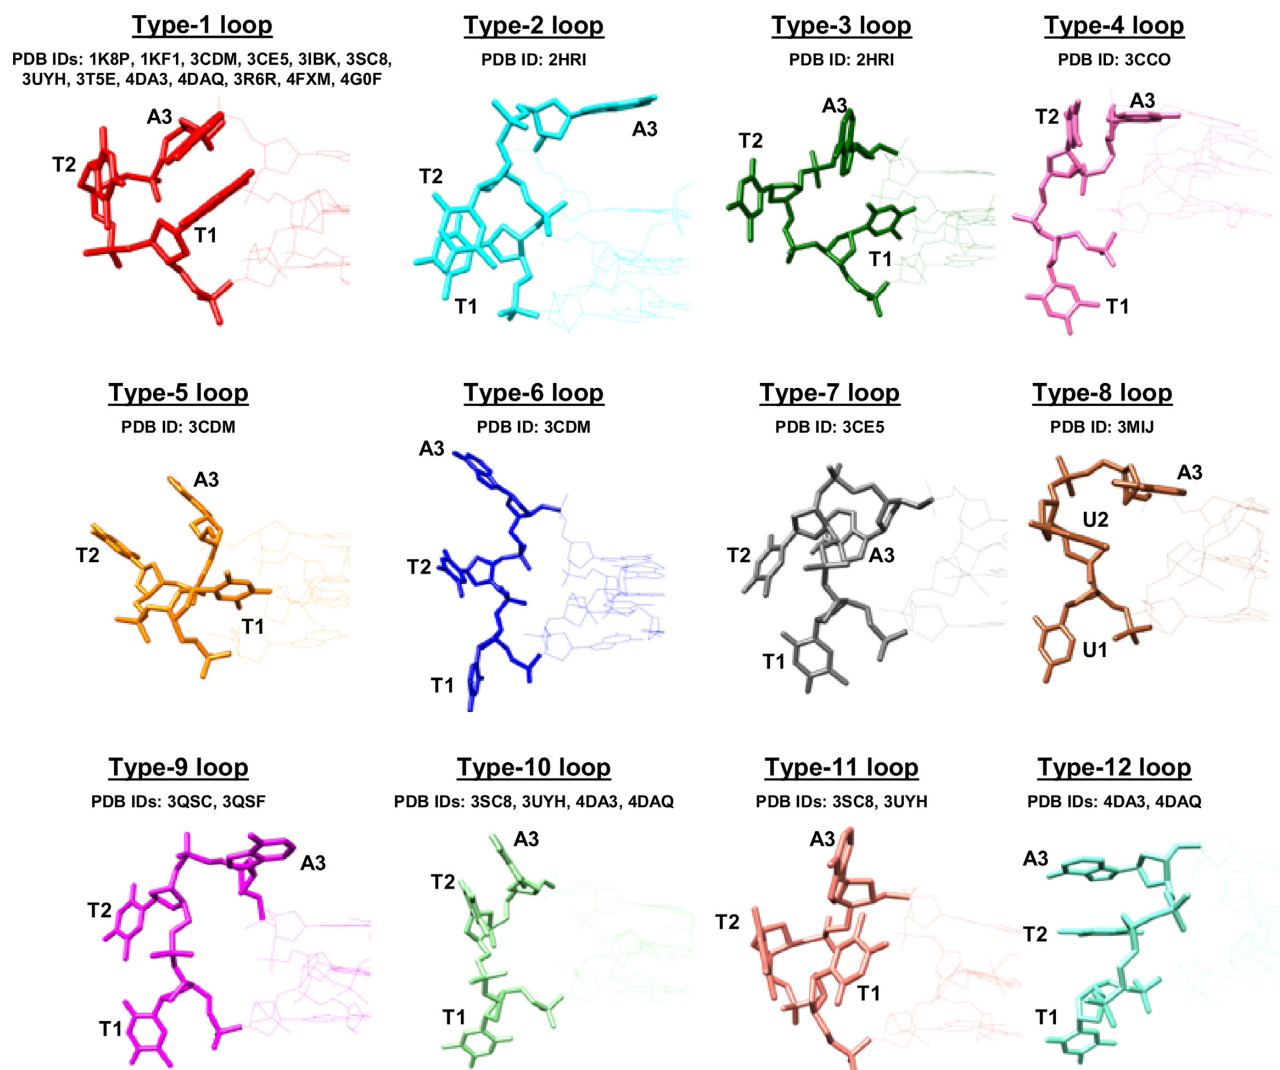 Type-1 loop
PDB IDs: 1K8P, 1KF1, 3CDM, 3CE5, 3IBK, 3SC8,
3UYH, 3T5E, 4DA3, 4DAQ, 3R6R, 4FXM, 4G0F
A3
T2
T1
Type-2 loop
PDB ID: 2HRI
A3
T2
T1
Type-3 loop
PDB ID: 2HRI
A3
T2
T1
Type-4 loop
PDB ID: 3CCO
T2
A3
T1
Type-5 loop
PDB ID: 3CDM
A3
T2
T1
Type-6 loop
PDB ID: 3CDM
A3
T2
T1
Type-7 loop
PDB ID: 3CE5
T2
A3
T1
Type-8 loop
PDB ID: 3MIJ
A3
U2
U1
Type-9 loop
PDB IDs: 3QSC, 3QSF
A3
T2
T1
Type-10 loop
PDB IDs: 3SC8, 3UYH, 4DA3, 4DAQ
A3
T2
T1
Type-11 loop
PDB IDs: 3SC8, 3UYH
A3
T2
T1
Type-12 loop
PDB IDs: 4DA3, 4DAQ
A3
T2
T1